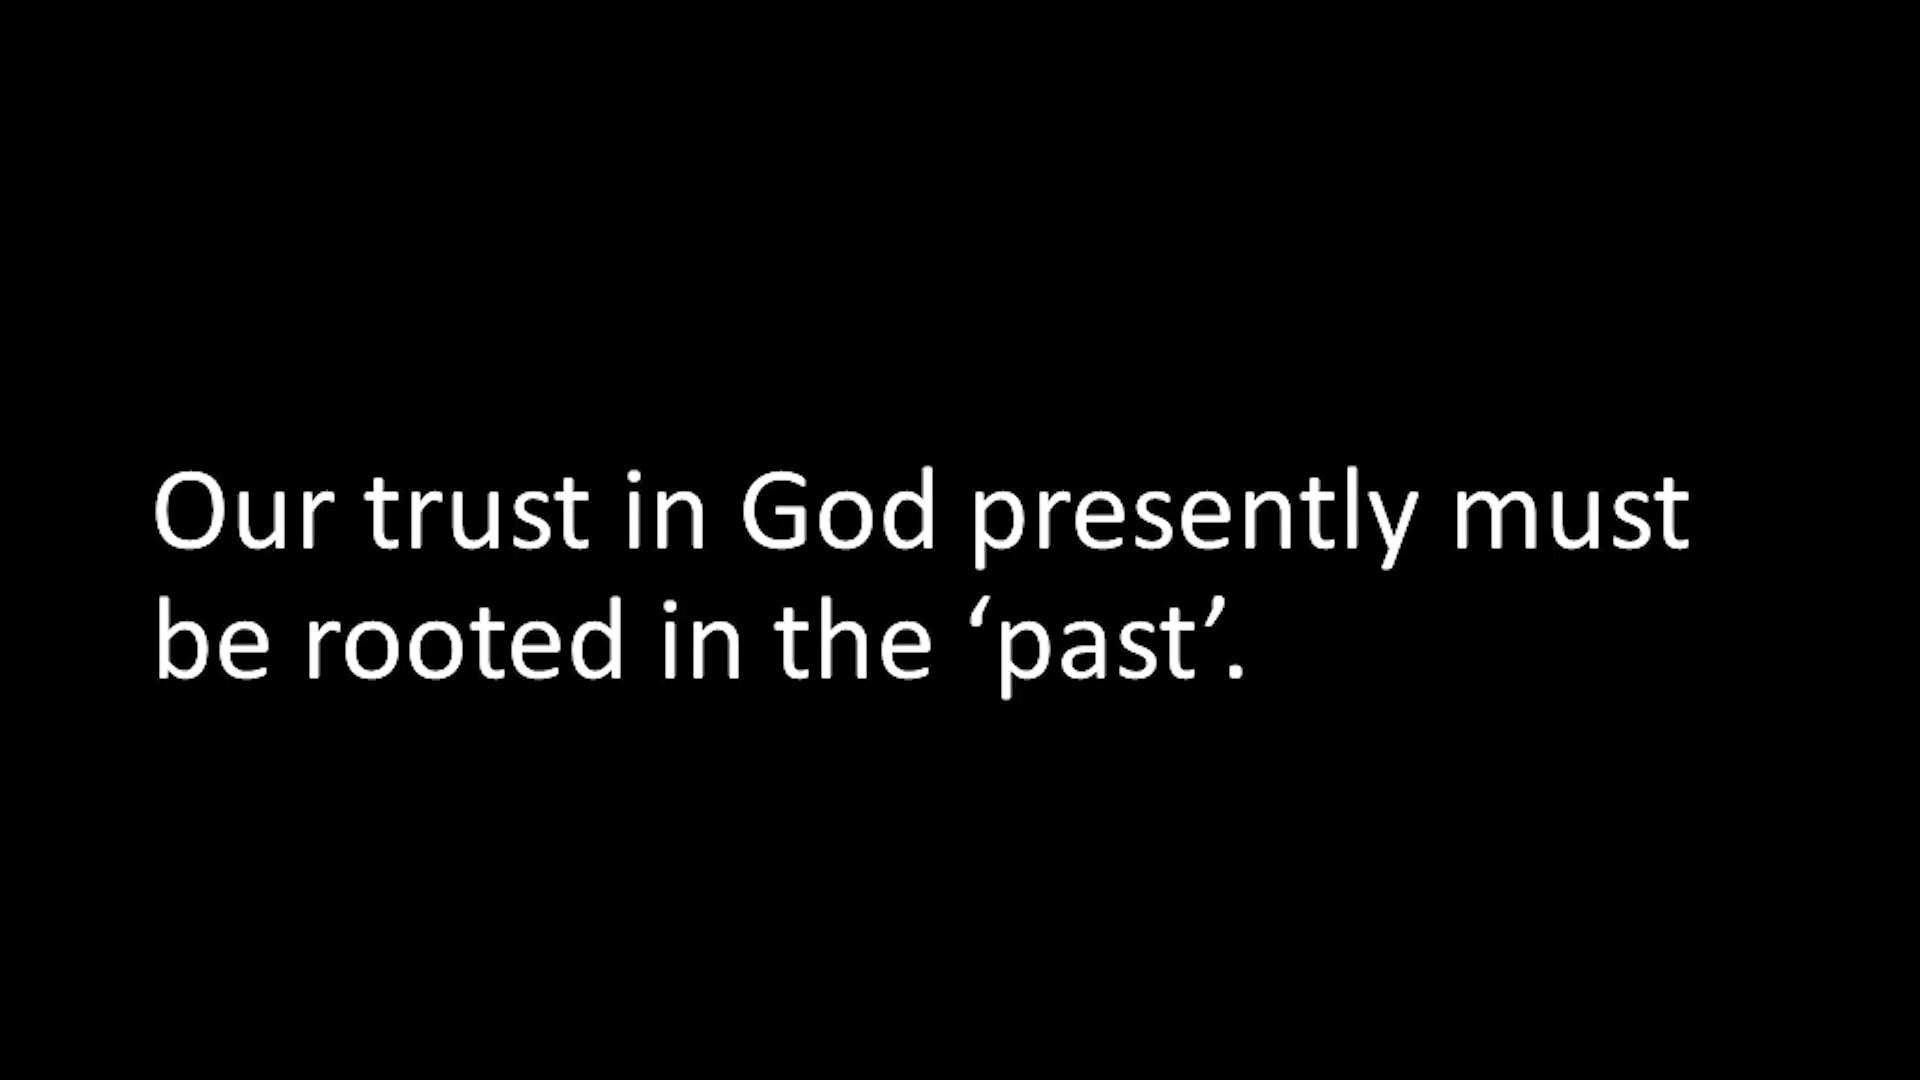 Our trust in God presently must
be rooted in the ‘past’.